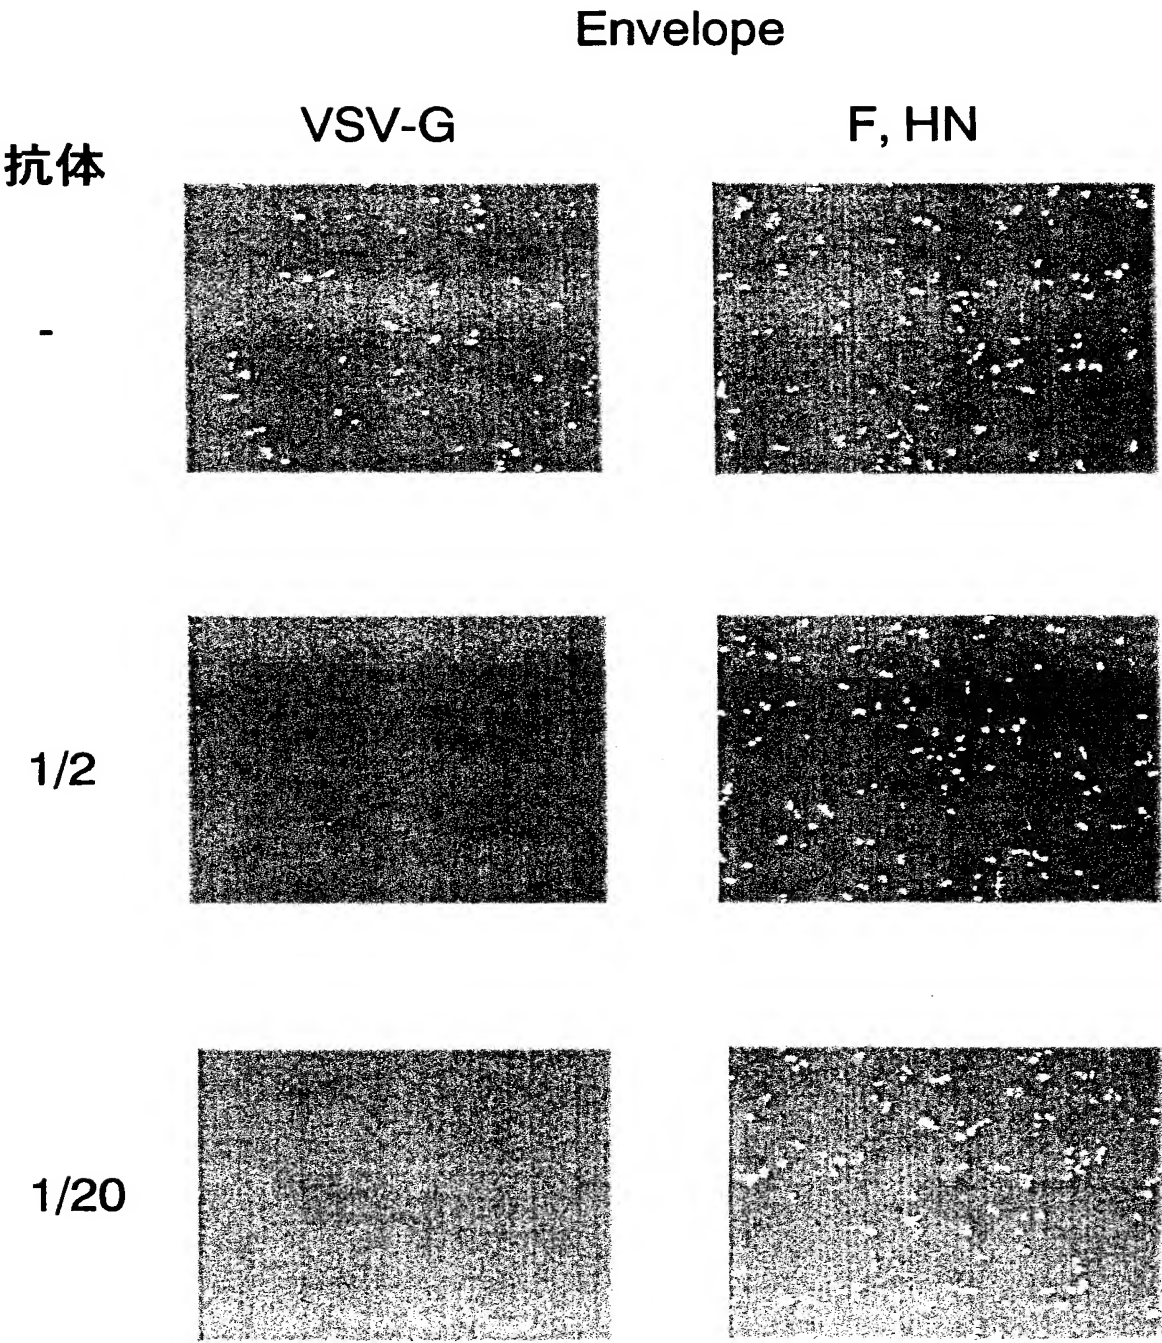 Envelope
VSV-G
F, HN
抗体
-
1/2
1/20